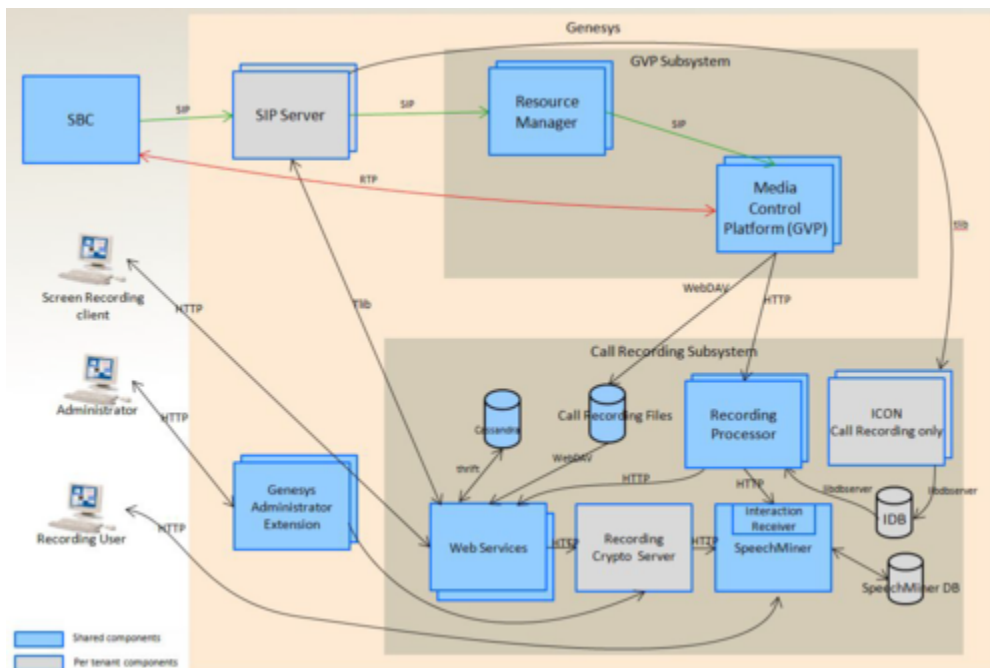 Genesys
GVP Subsystem
SBC
SIP
SIP Server
SIP
Resource
Manager
SIP
RTP
Media
Control
Platform (GVP)
tlib
Screen Recording
client
HTTP
Tlib
WebDAV
HTTP
Call Recording Subsystem
Administrator
HTTP
Cassandra
Call Recording Files
Recording
Processor
ICON
Call Recording only
thrift
WebDAV
HTTP
HTTP
libdbserver
libdbserver
Genesys
Administrator
Extension
Recording User
HTTP
Web Services
HTTP
Recording
Crypto Server
HTTP
Interaction
Receiver
SpeechMiner
IDB
SpeechMiner DB
Shared components
Per tenant components